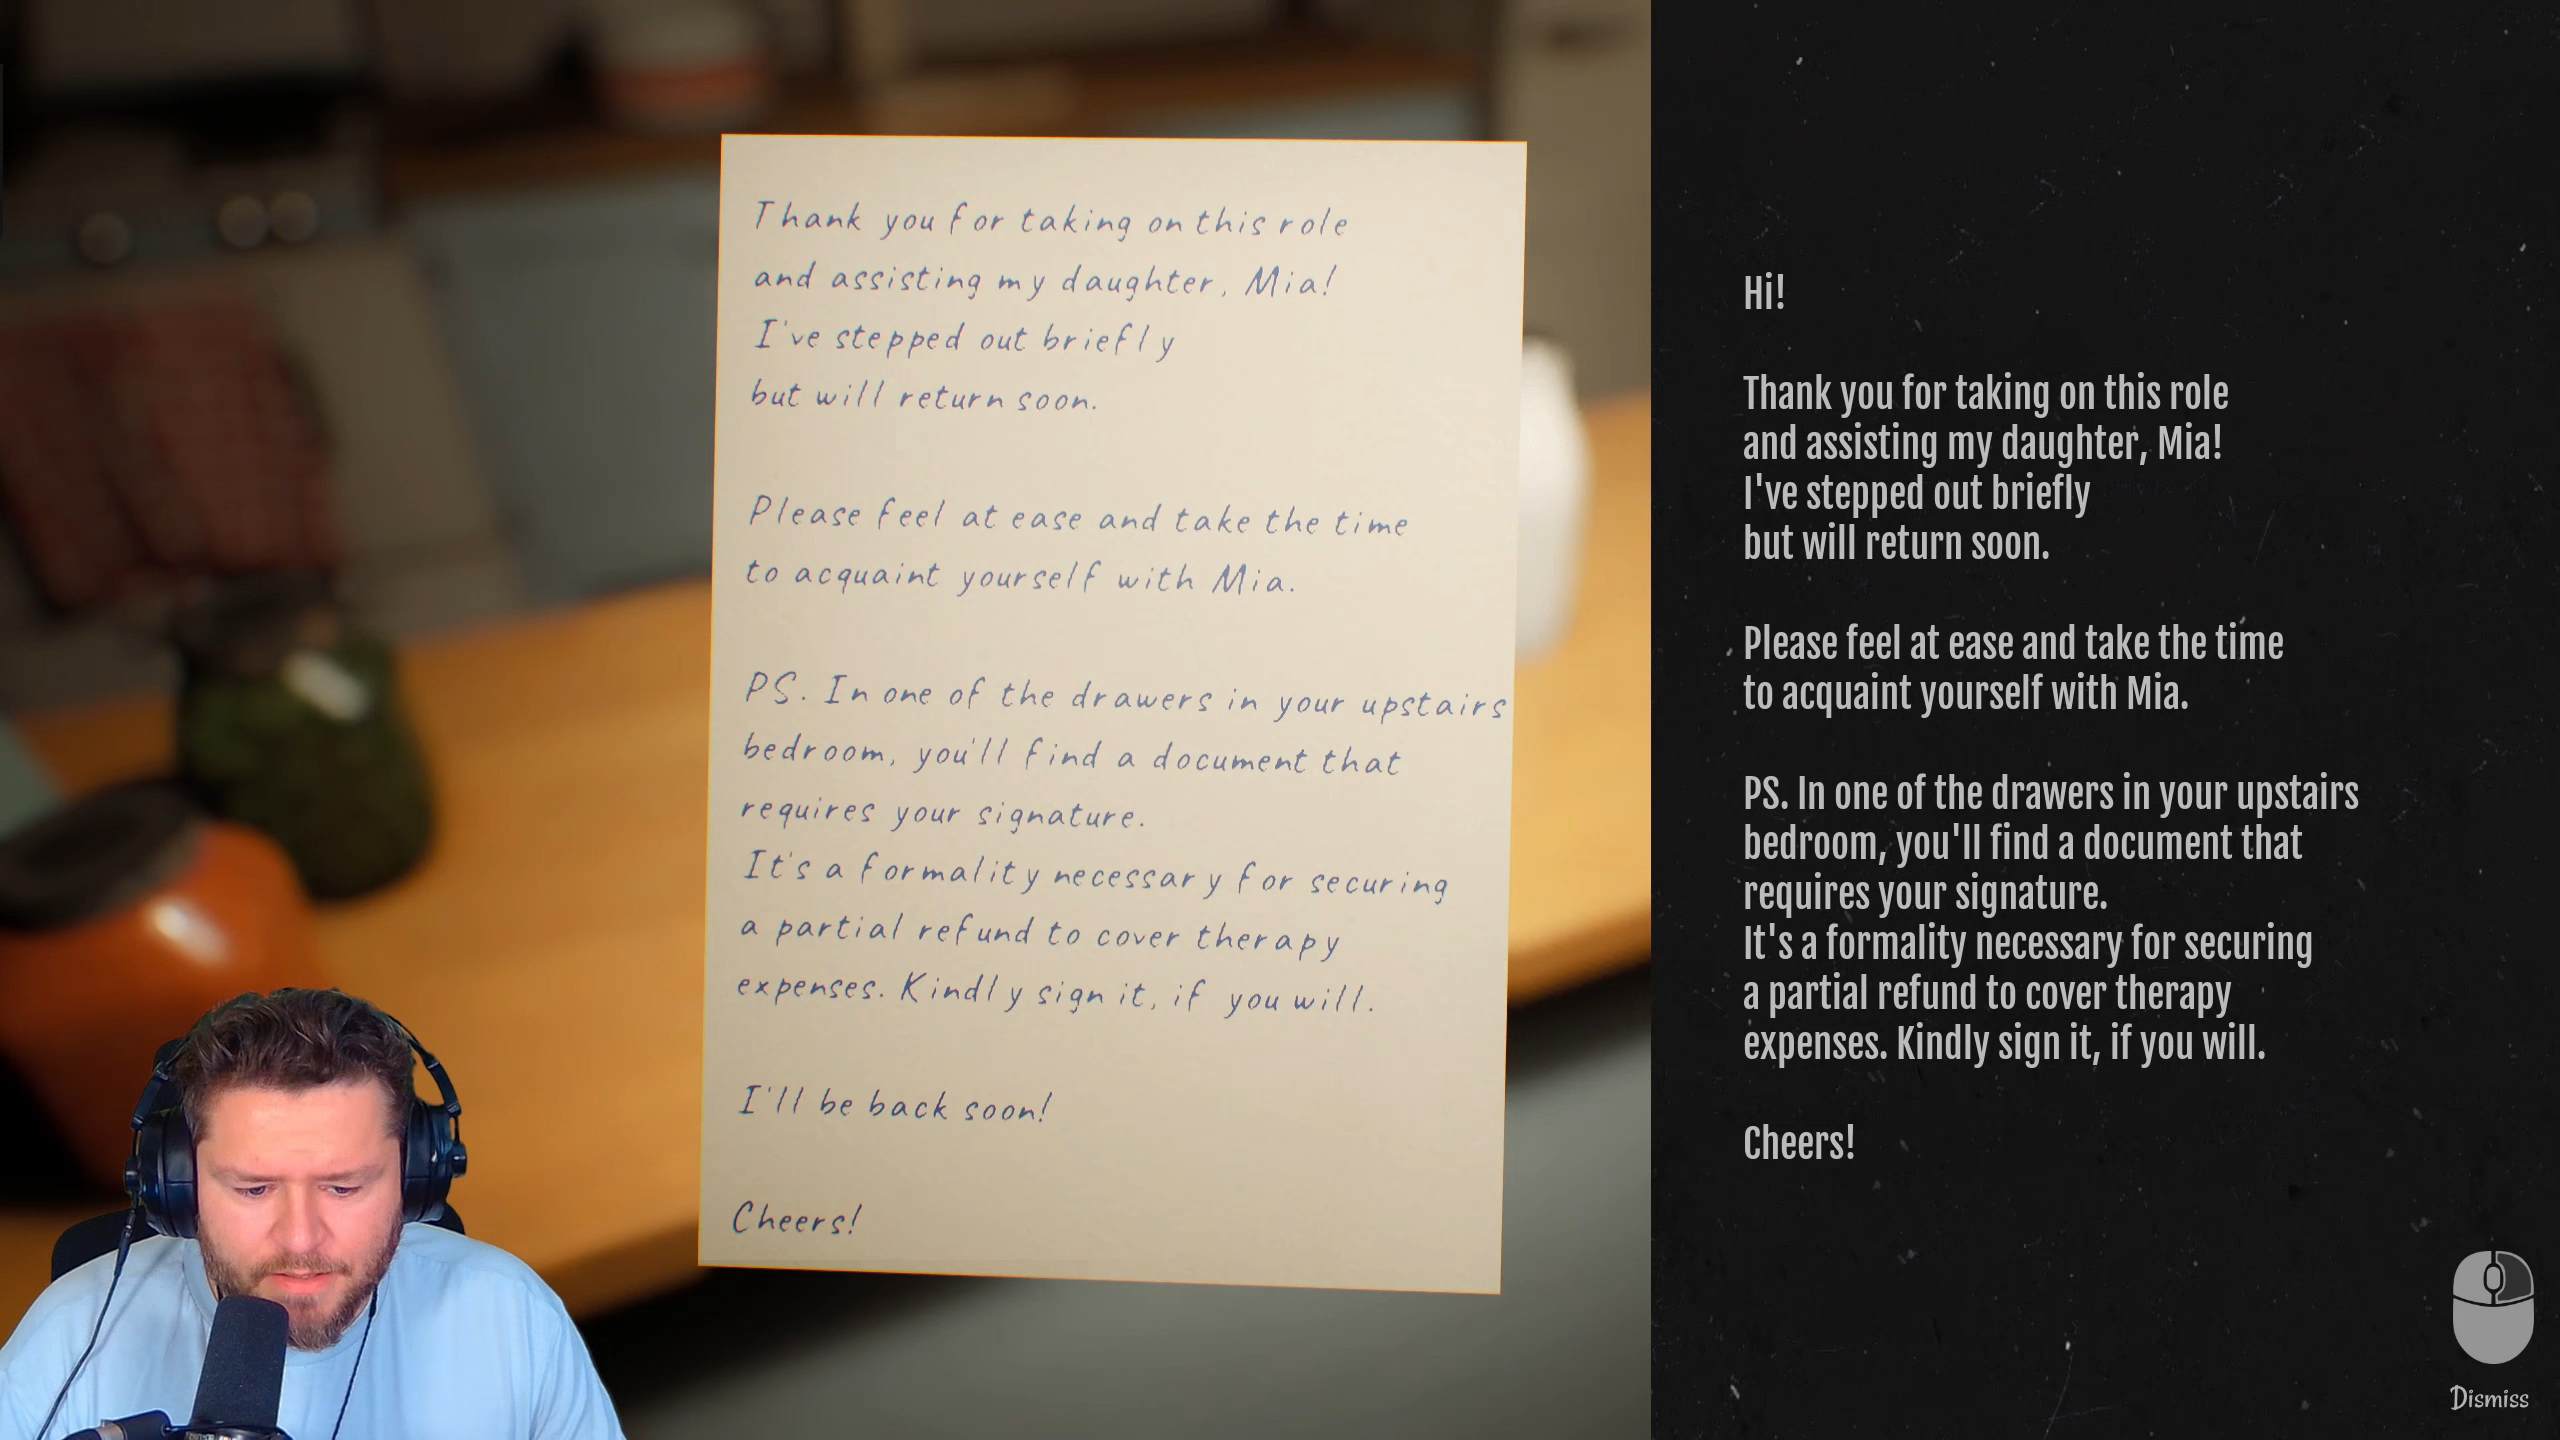 Thank you for taking on this role
and assisting my daughter, Mia!
I've stepped out briefly
but will return soon.
Please feel at ease and take the time
to acquaint yourself with Mia.
PS. In one of the drawers in your upstairs
bedroom, you'll find a document that
requires your signature.
It's a formality necessary for securing
a partial refund to cover therapy
expenses. Kindly sign it, if you will.
I'll be back soon!
Cheers!
Hi!
Thank you for taking on this role
and assisting my daughter, Mia!
I've stepped out briefly
but will return soon.
Please feel at ease and take the time
to acquaint yourself with Mia.
PS. In one of the drawers in your upstairs
bedroom, you'll find a document that
requires your signature.
It's a formality necessary for securing
a partial refund to cover therapy
expenses. Kindly sign it, if you will.
Cheers!
Dismiss